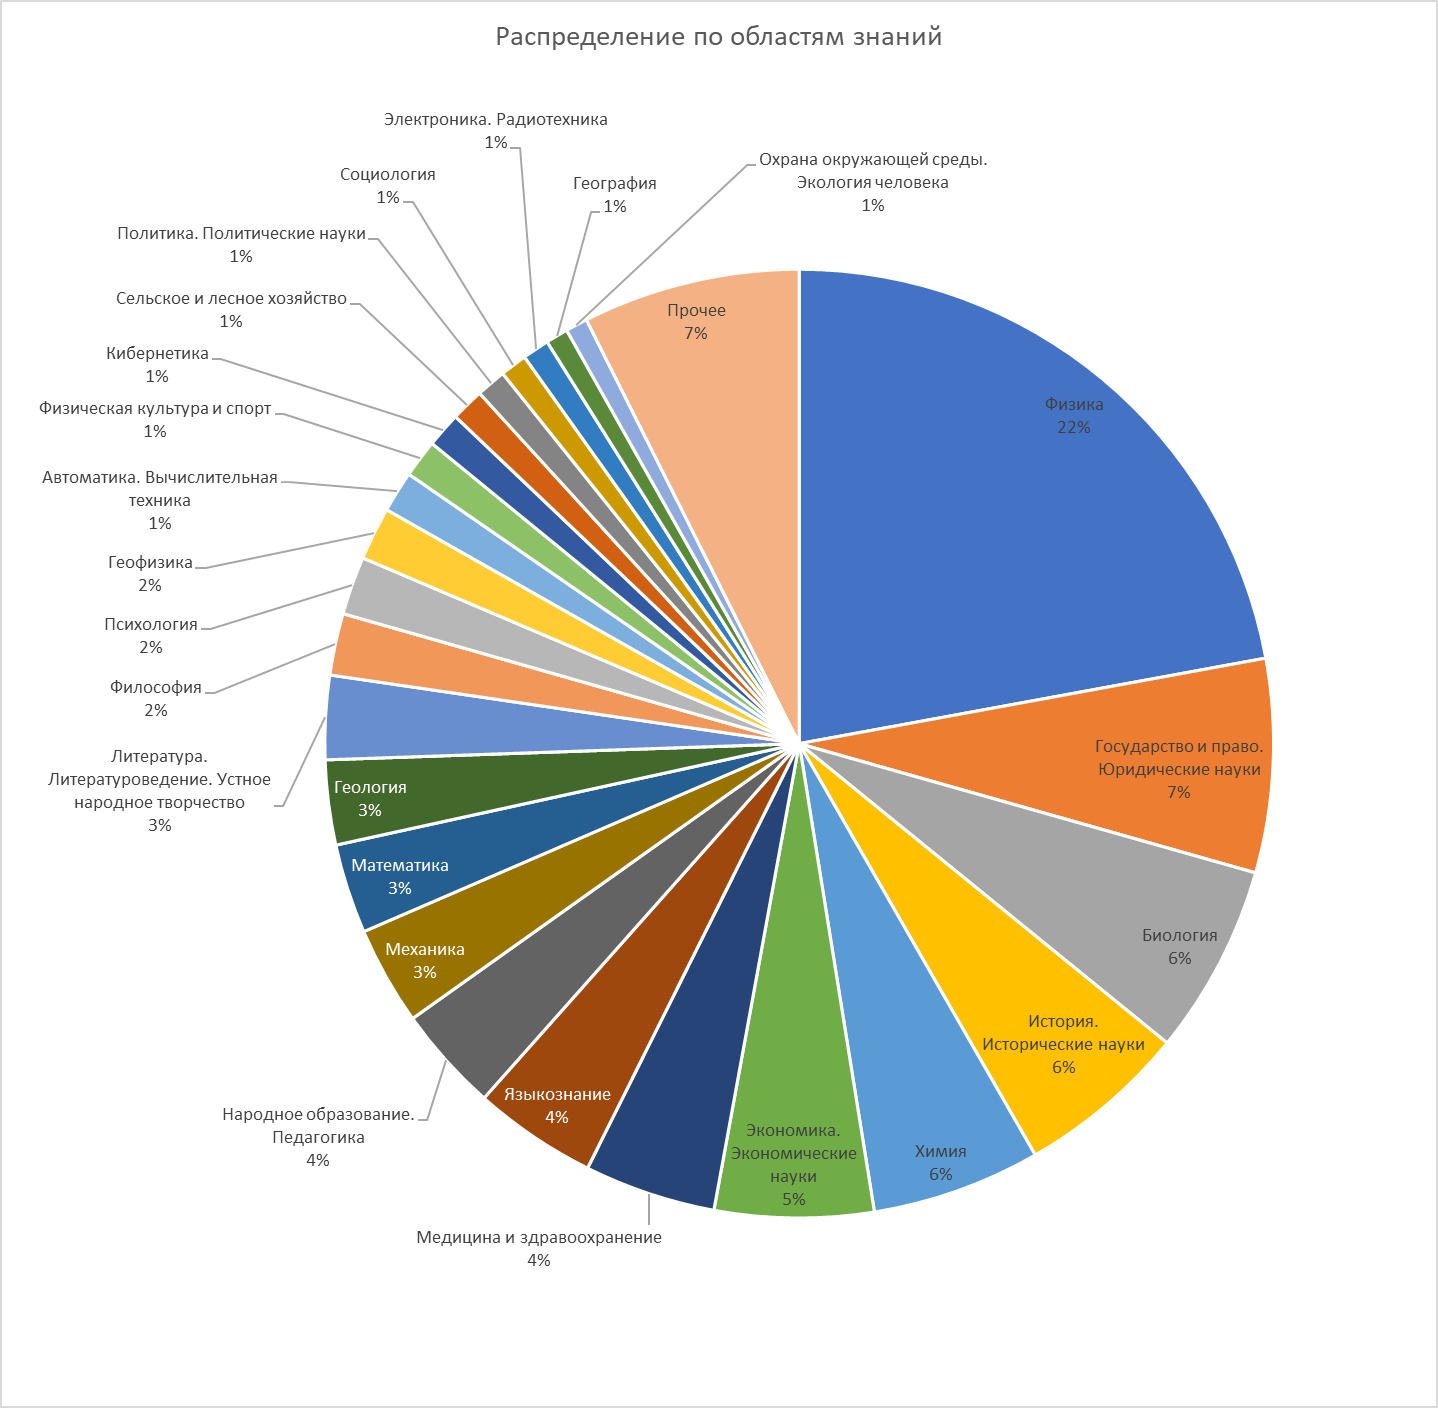 Распределение по областям знаний
Электроника. Радиотехника
1%
Охрана окружающей среды.
Экология человека
1%
Социология
1%
География
1%
Политика. Политические науки
1%
Сельское и лесное хозяйство
1%
Прочее
7%
Кибернетика
1%
Физика
22%
Физическая культура и спорт
1%
Автоматика. Вычислительная
техника
1%
Геофизика
2%
Психология
2%
Философия
2%
Государство и право.
Юридические науки
7%
Литература.
Литературоведение. Устное
народное творчество
3%
Геология
3%
Математика
3%
Механика
3%
Биология
6%
История.
Исторические науки
6%
Языкознание
4%
Народное образование.
Педагогика
4%
Экономика.
Экономические
науки
5%
Химия
6%
Медицина и здравоохранение
4%